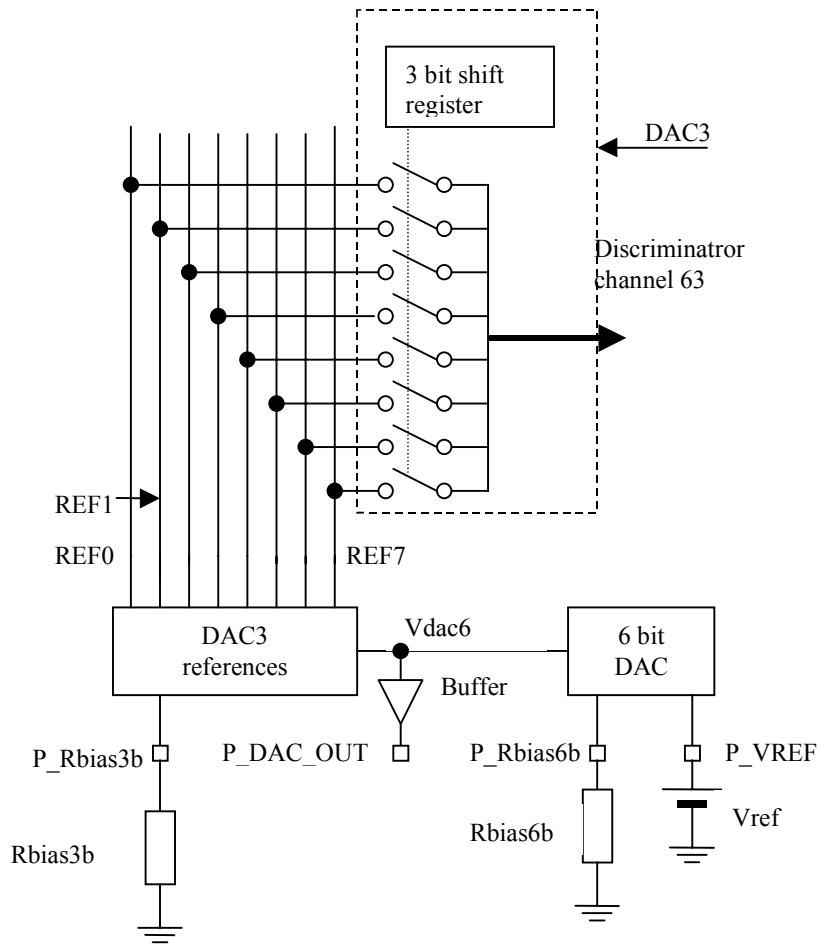 3 bit shift
register
DAC3
Discriminatror
channel 63
REF1
REF0
REF7
DAC3
references
Vdac6
6 bit
DAC
Buffer
P_Rbias3b
P_DAC_OUT
P_Rbias6b
P_VREF
Rbias3b
Rbias6b
Vref